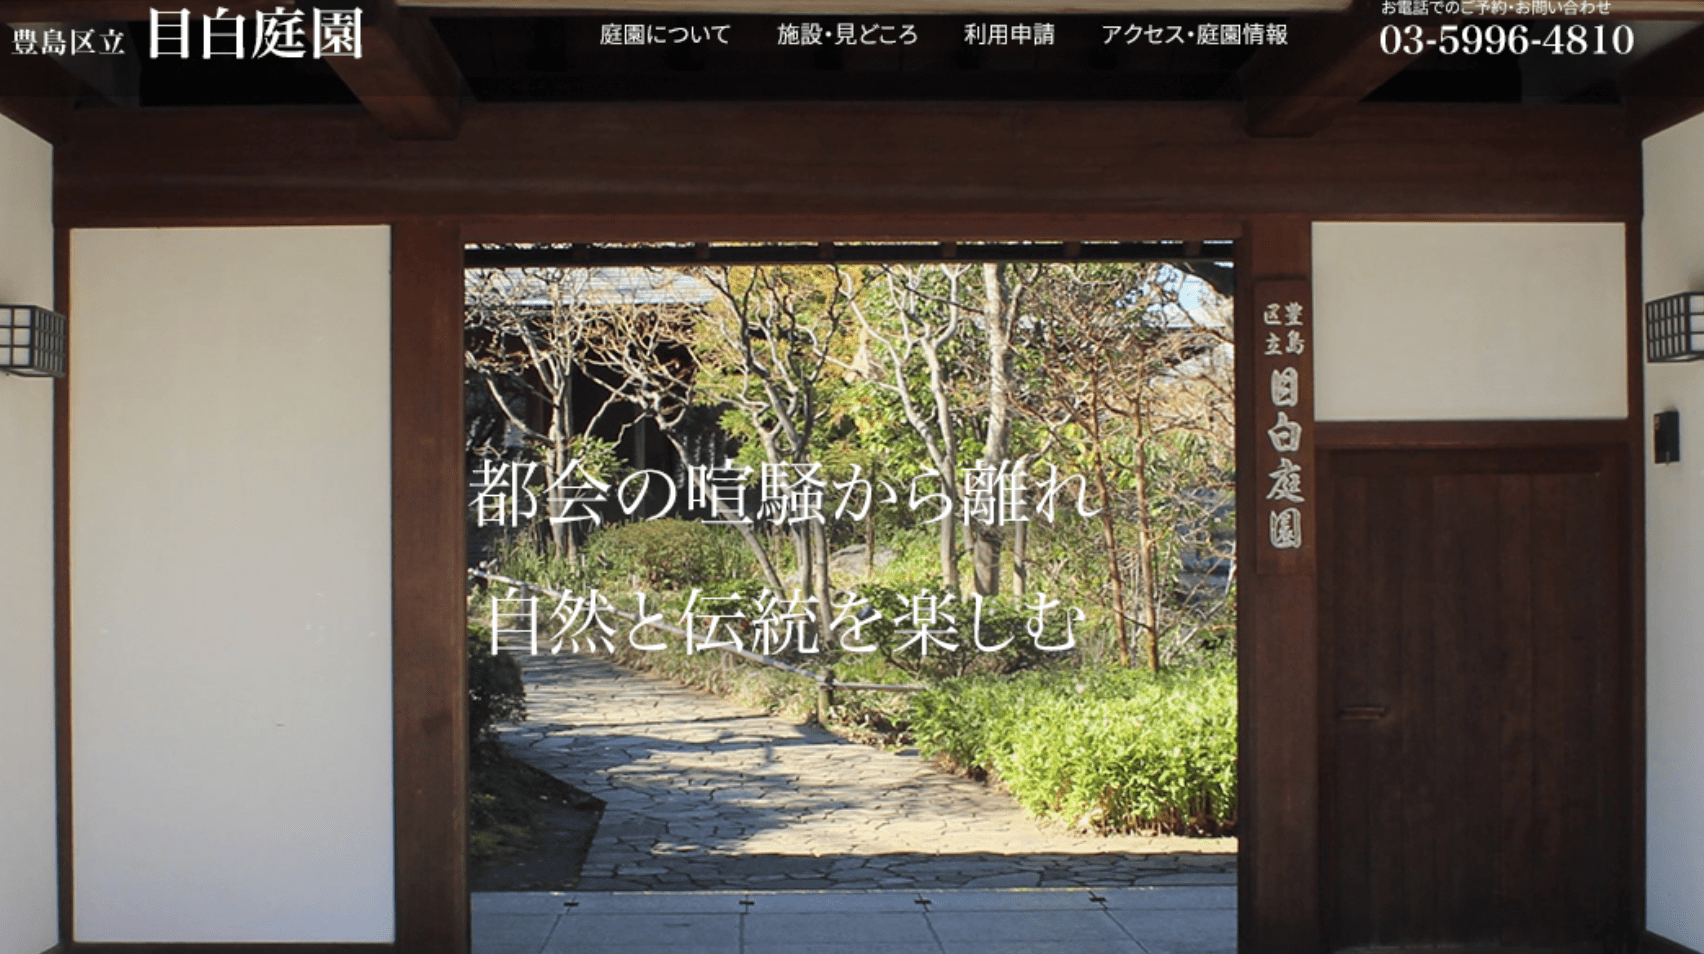 豊島区立 目白庭園
庭園について 施設・見どころ 利用申請 アクセス・庭園情報
お電話でのご予約・お問い合わせ
03-5996-4810
豊島
区立
目白庭園
都会の喧騒から離れ
自然と伝統を楽しむ